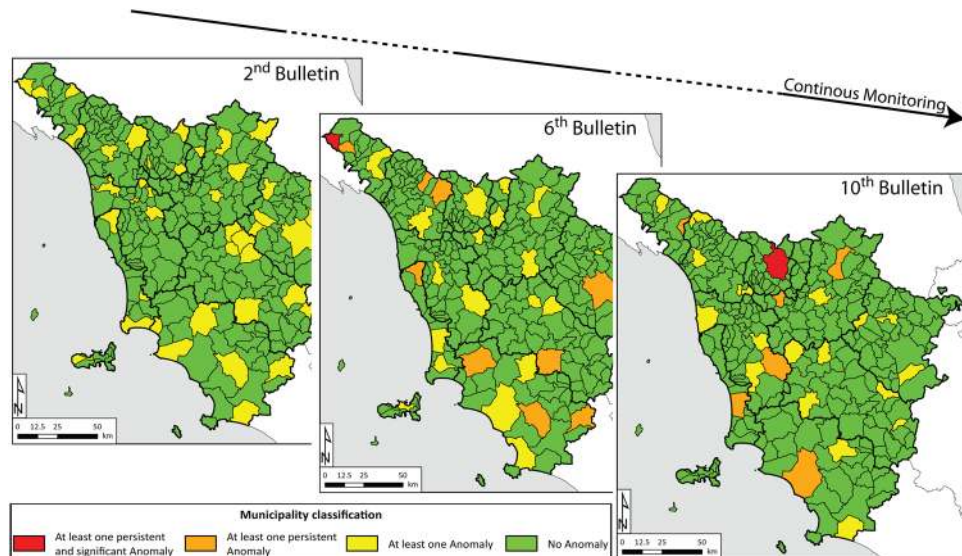 2nd Bulletin
Continous Monitoring
6th Bulletin
10th Bulletin
N
0 12.5 25 50
km
N
0 12.5 25 50
km
N
0 12.5 25 50
km
Municipality classification
At least one persistent
and significant Anomaly
At least one persistent
Anomaly
At least one Anomaly
No Anomaly